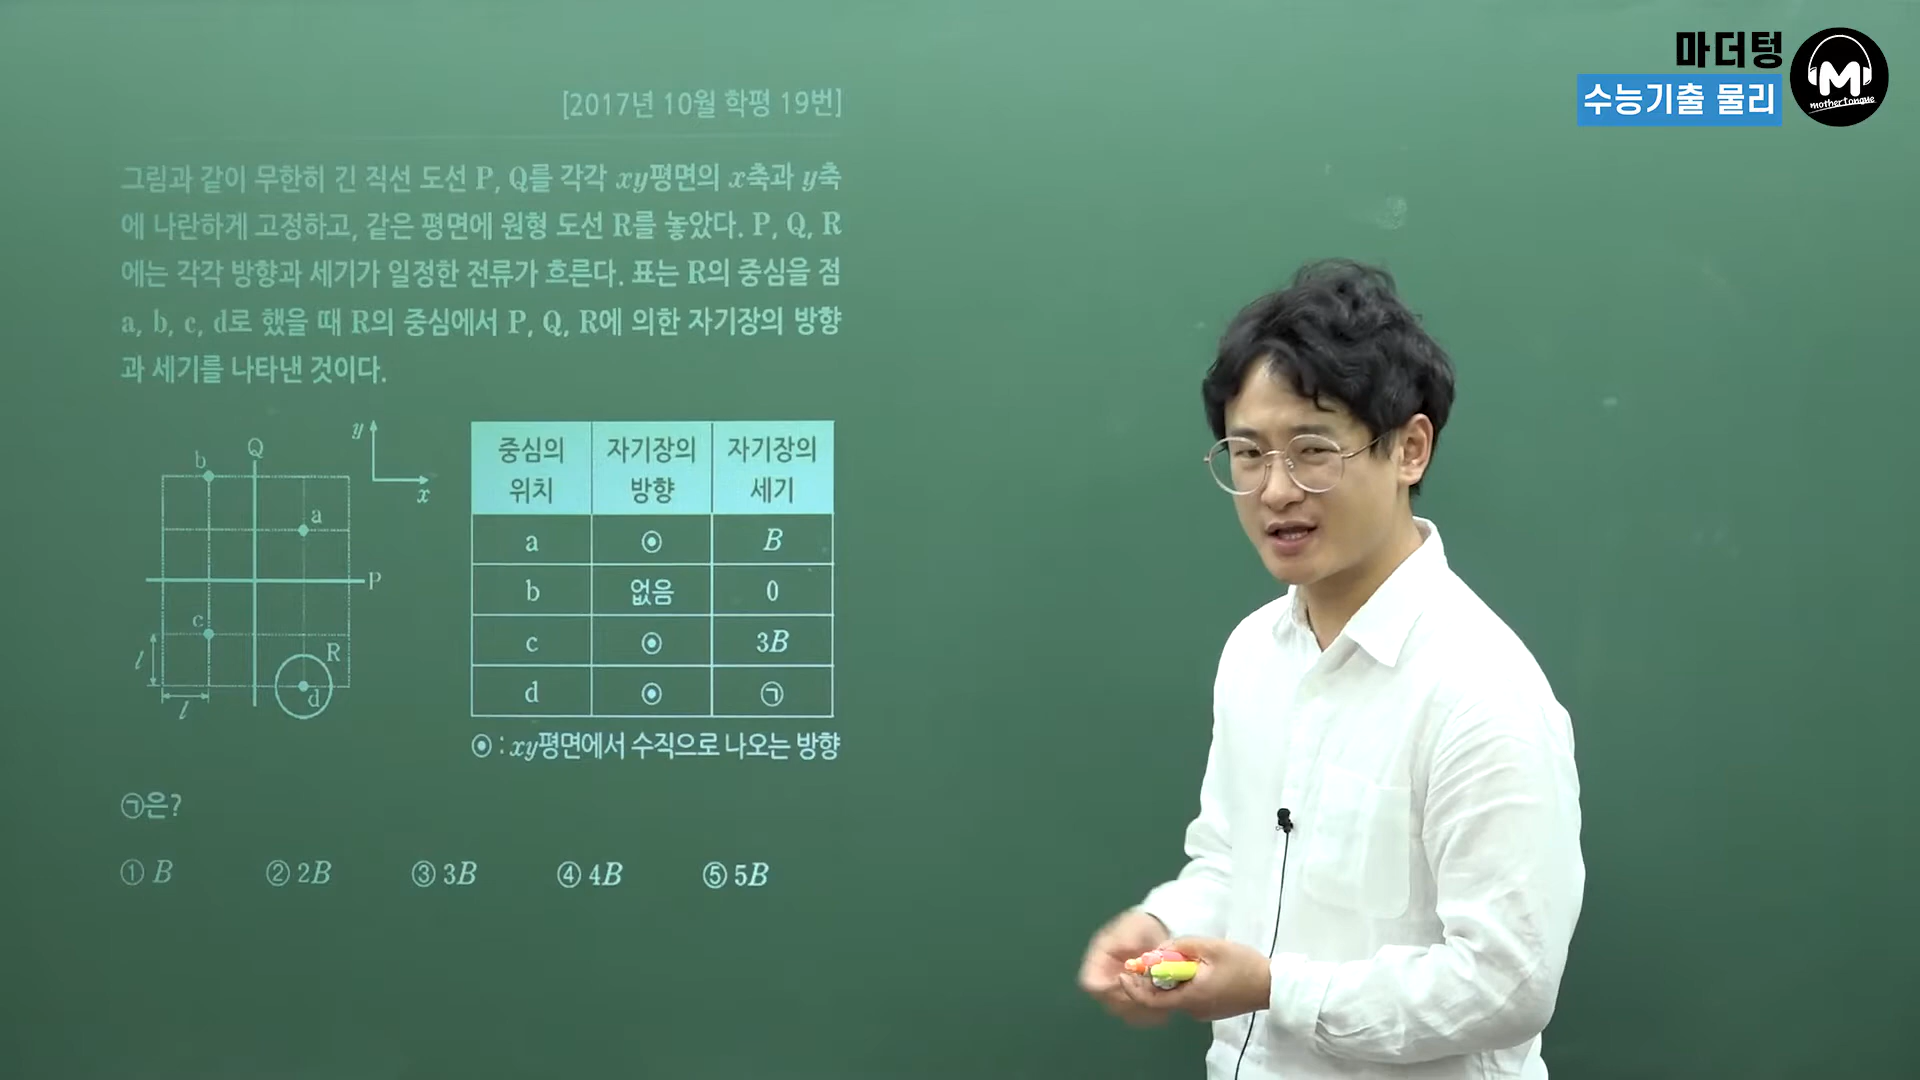 마더텅
수능기출 물리
M
mothertongue
[2017년 10월 학평 19번]
그림과 같이 무한히 긴 직선 도선 P, Q를 각각 xy평면의 x축과 y축
에 나란하게 고정하고, 같은 평면에 원형 도선 R를 놓았다. P, Q, R
에는 각각 방향과 세기가 일정한 전류가 흐른다. 표는 R의 중심을 점
a, b, c, d로 했을 때 R의 중심에서 P, Q, R에 의한 자기장의 방향
과 세기를 나타낸 것이다.
y
x
Q
b
a
P
c
R
d
l
l
중심의 위치 자기장의 방향 자기장의 세기
a ⊙ B
b 없음 0
c ⊙ 3B
d ⊙ ㉠
⊙ : xy평면에서 수직으로 나오는 방향
㉠은?
① B ② 2B ③ 3B ④ 4B ⑤ 5B